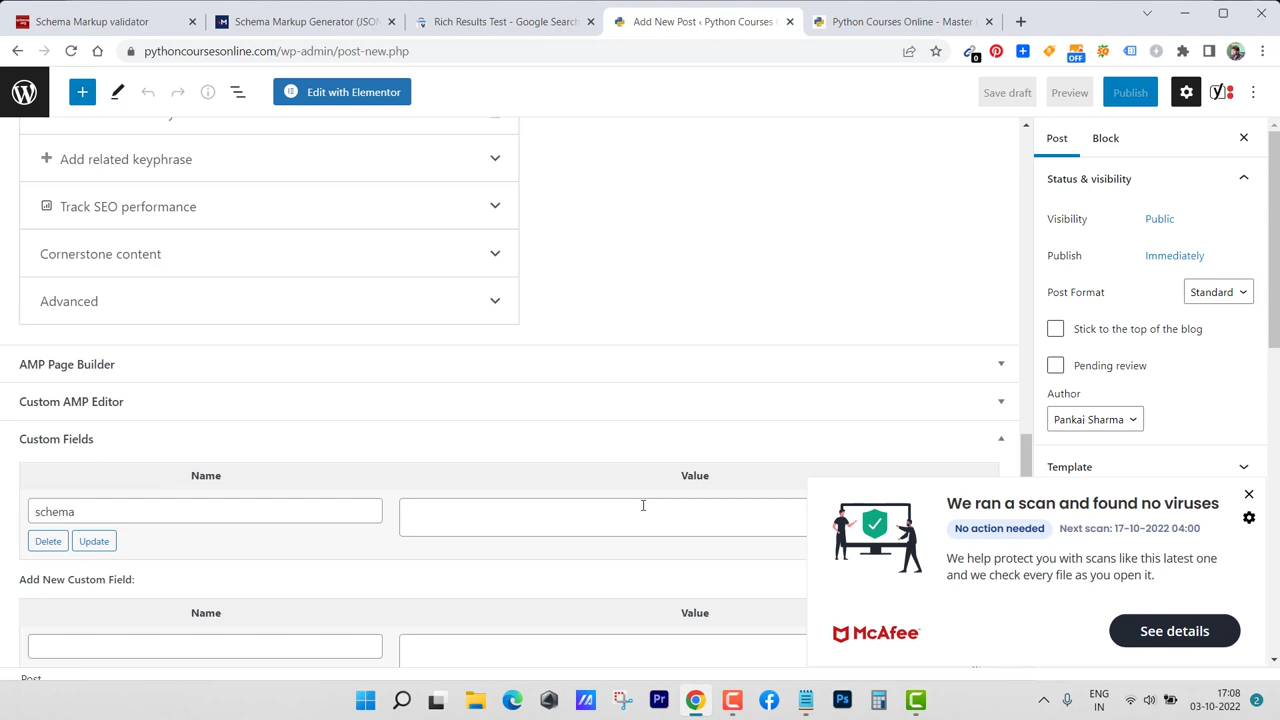 Schema Markup validator
Schema Markup Generator (JSON
Rich Results Test - Google Search
Add New Post ‹ Python Courses
Python Courses Online - Master
pythoncoursesonline.com/wp-admin/post-new.php
0
OFF
Edit with Elementor
Save draft
Preview
Publish
Add related keyphrase
Track SEO performance
Cornerstone content
Advanced
AMP Page Builder
Custom AMP Editor
Custom Fields
Name
Value
schema
Delete
Update
Add New Custom Field:
Name
Value
Post
Post
Block
Status & visibility
Visibility
Public
Publish
Immediately
Post Format
Standard
Stick to the top of the blog
Pending review
Author
Pankaj Sharma
Template
We ran a scan and found no viruses
No action needed
Next scan: 17-10-2022 04:00
We help protect you with scans like this latest one
and we check every file as you open it.
McAfee
See details
ENG
IN
17:08
03-10-2022
2